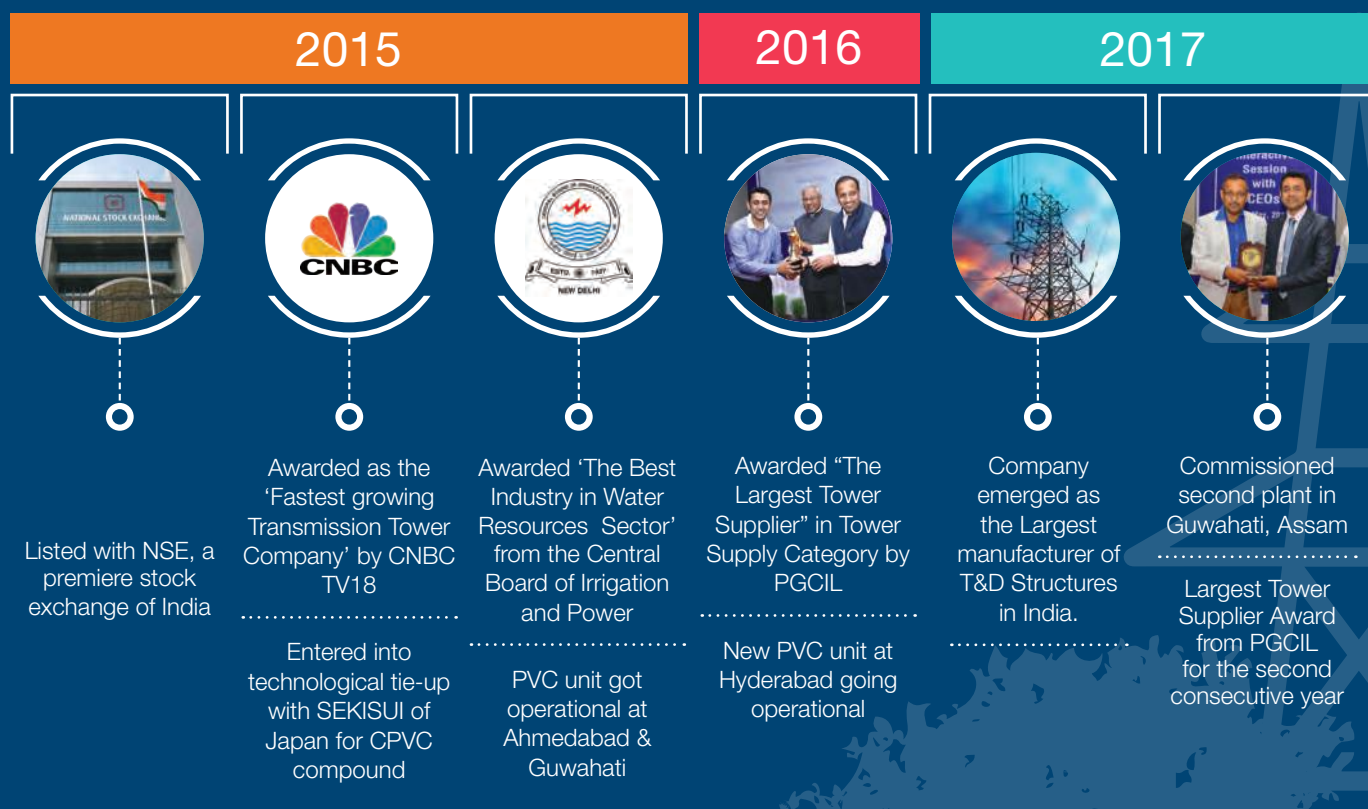 2015
2016
2017
NATIONAL STOCK EXCHANGE
CNBC
ESTD. 1927
NEW DELHI
Interactive
Session
with
CEOs
Listed with NSE, a
premiere stock
exchange of India
Awarded as the
‘Fastest growing
Transmission Tower
Company’ by CNBC
TV18
Entered into
technological tie-up
with SEKISUI of
Japan for CPVC
compound
Awarded ‘The Best
Industry in Water
Resources Sector’
from the Central
Board of Irrigation
and Power
PVC unit got
operational at
Ahmedabad &
Guwahati
Awarded “The
Largest Tower
Supplier” in Tower
Supply Category by
PGCIL
New PVC unit at
Hyderabad going
operational
Company
emerged as
the Largest
manufacturer of
T&D Structures
in India.
Commissioned
second plant in
Guwahati, Assam
Largest Tower
Supplier Award
from PGCIL
for the second
consecutive year